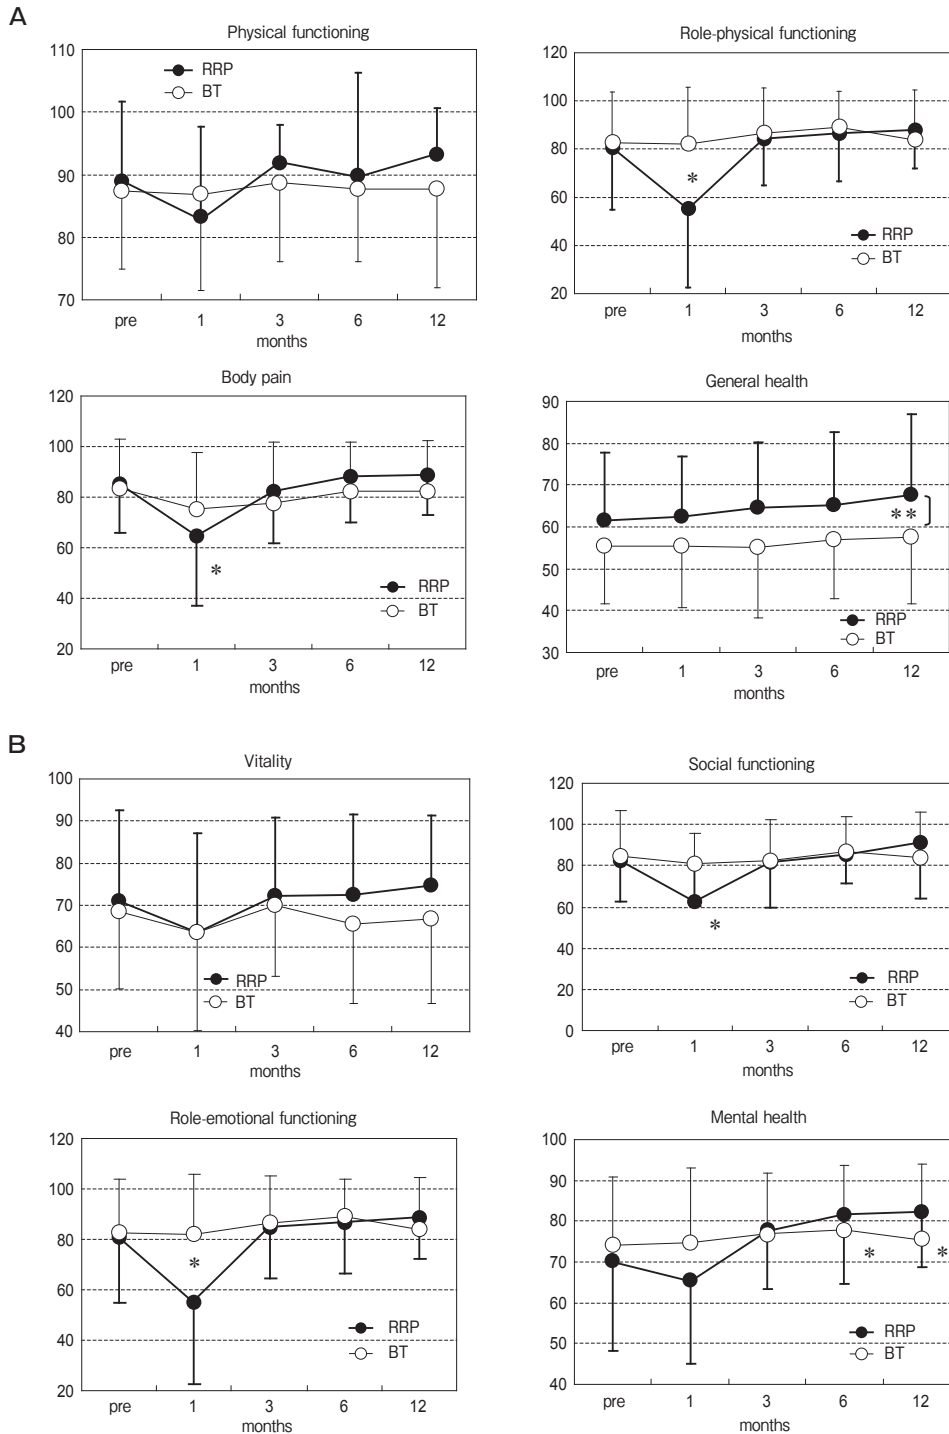 A
Physical functioning
110
100
90
80
70
RRP
BT
pre 1 3 6 12
months
Role-physical functioning
120
100
80
60
40
20
*
RRP
BT
pre 1 3 6 12
months
Body pain
120
100
80
60
40
20
*
RRP
BT
pre 1 3 6 12
months
General health
90
80
70
60
50
40
30
**
RRP
BT
pre 1 3 6 12
months
B
Vitality
100
90
80
70
60
50
40
RRP
BT
pre 1 3 6 12
months
Social functioning
120
100
80
60
40
20
0
*
RRP
BT
pre 1 3 6 12
months
Role-emotional functioning
120
100
80
60
40
20
*
RRP
BT
pre 1 3 6 12
months
Mental health
100
90
80
70
60
50
40
* *
RRP
BT
pre 1 3 6 12
months